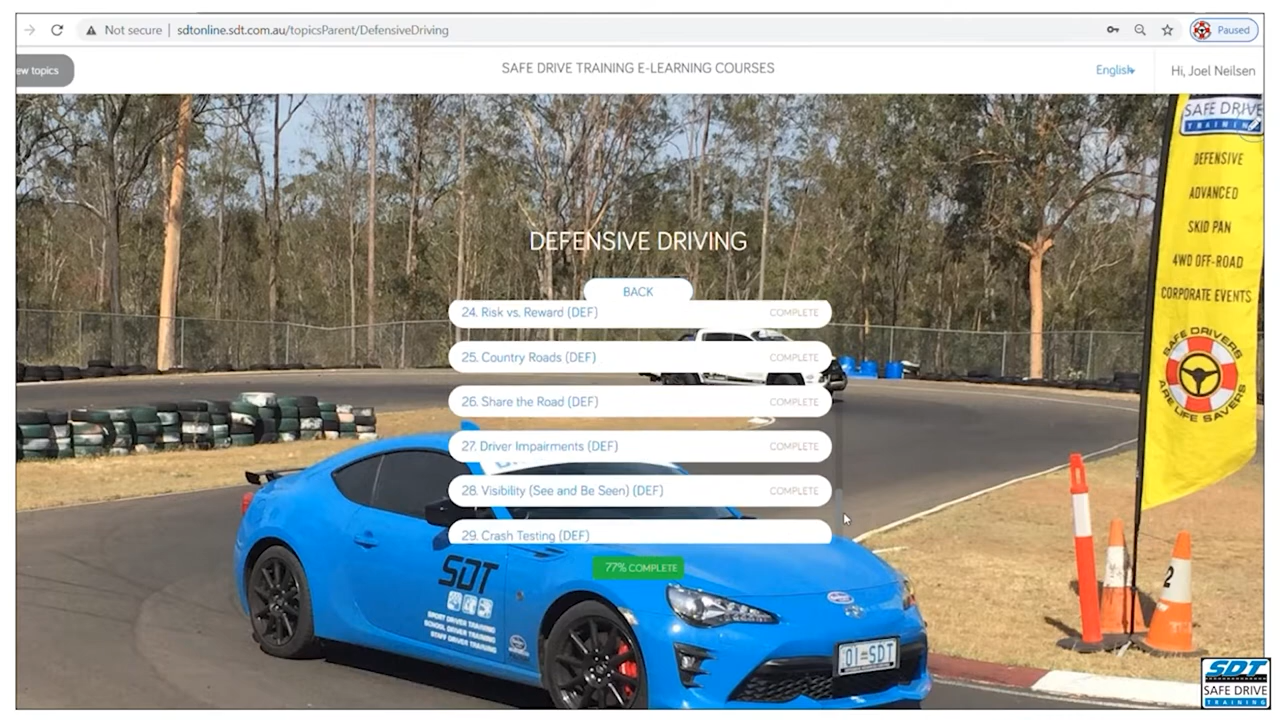 Not secure | sdtonline.sdt.com.au/topicsParent/DefensiveDriving
Paused
ew topics
SAFE DRIVE TRAINING E-LEARNING COURSES
English
Hi, Joel Neilsen
SAFE DRIVE
TRAINING
DEFENSIVE
ADVANCED
SKID PAN
4WD OFF-ROAD
CORPORATE EVENTS
SAFE DRIVERS
ARE LIFE SAVERS
DEFENSIVE DRIVING
BACK
24. Risk vs. Reward (DEF) COMPLETE
25. Country Roads (DEF) COMPLETE
26. Share the Road (DEF) COMPLETE
27. Driver Impairments (DEF) COMPLETE
28. Visibility (See and Be Seen) (DEF) COMPLETE
29. Crash Testing (DEF)
77% COMPLETE
SDT
SPORT DRIVER TRAINING
SCHOOL DRIVER TRAINING
STAFF DRIVER TRAINING
01-SDT
2
SDT
SAFE DRIVE
TRAINING